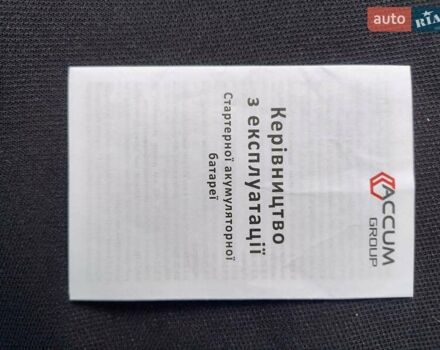 auto RIA
ACCUM
GROUP
Керівництво
з експлуатації
Стартерної акумуляторної
батареї